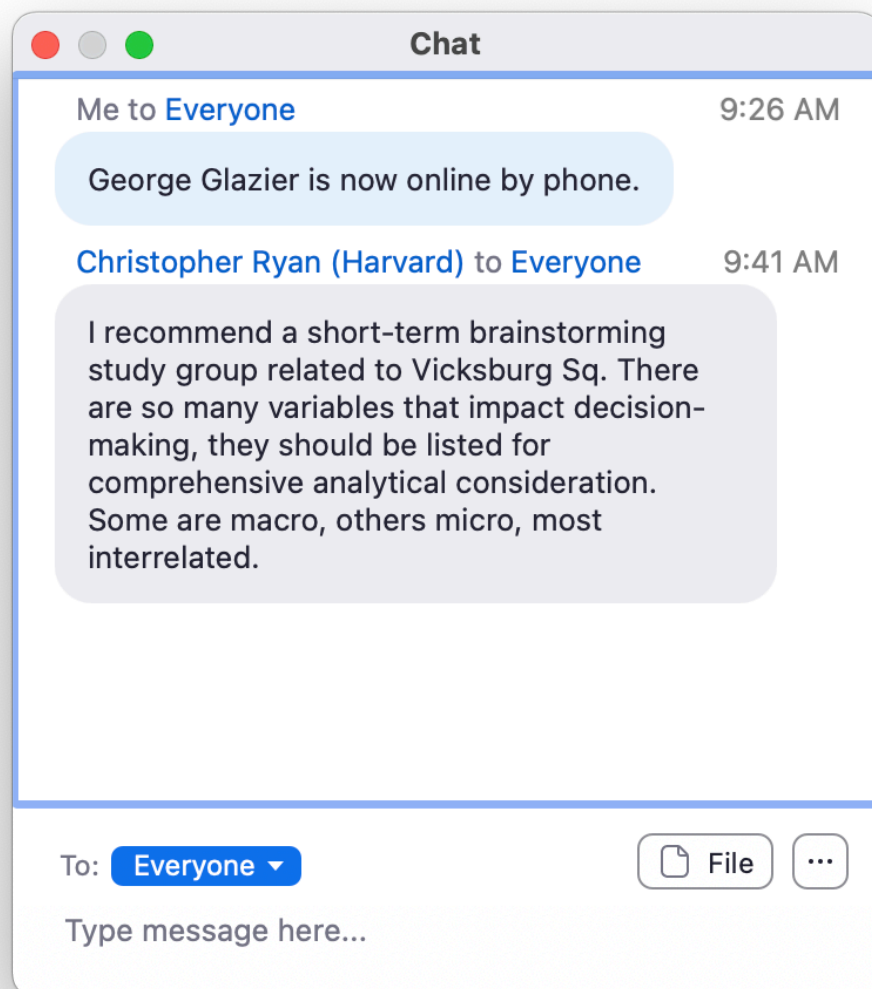 Chat
Me to Everyone 9:26 AM
George Glazier is now online by phone.
Christopher Ryan (Harvard) to Everyone 9:41 AM
I recommend a short-term brainstorming
study group related to Vicksburg Sq. There
are so many variables that impact decision-
making, they should be listed for
comprehensive analytical consideration.
Some are macro, others micro, most
interrelated.
To: Everyone File ...
Type message here...